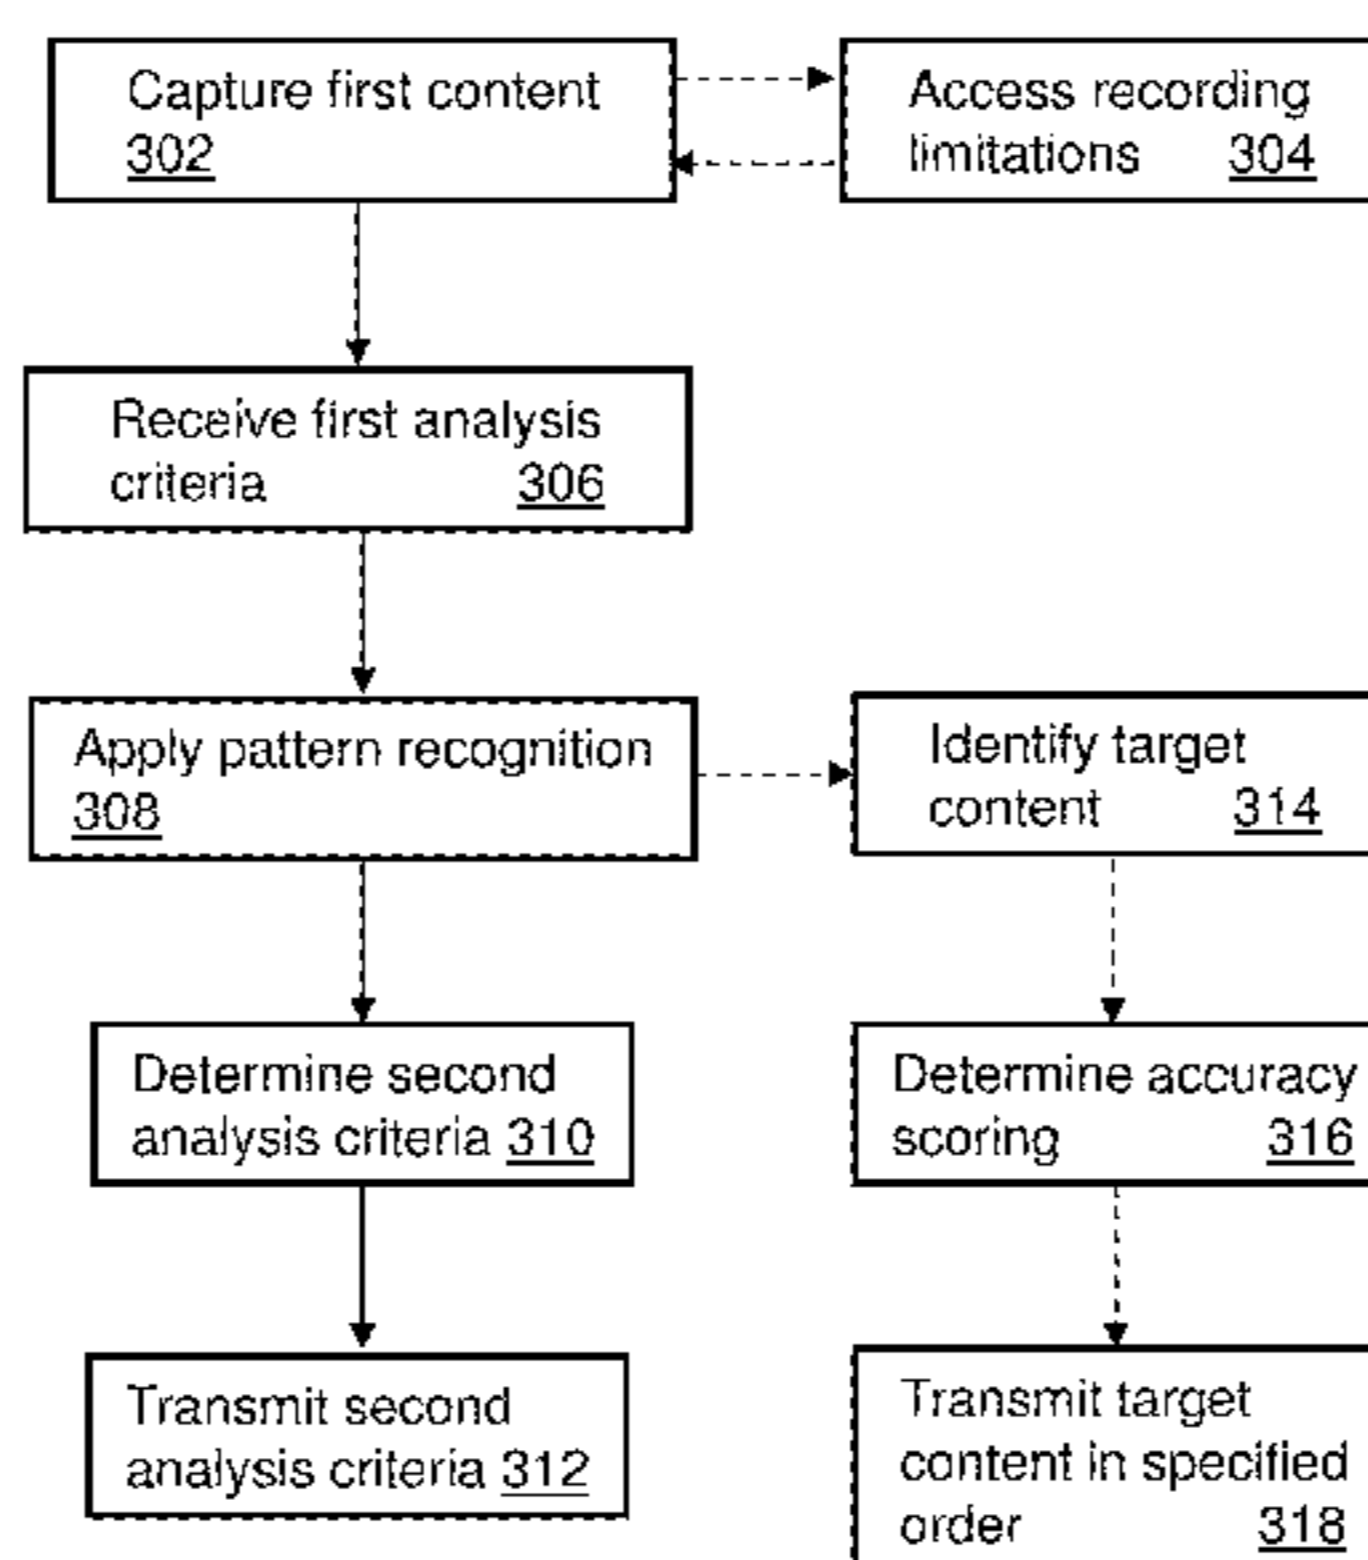 Capture first content
302
Access recording
limitations 304
Receive first analysis
criteria 306
Apply pattern recognition
308
Identify target
content 314
Determine second
analysis criteria 310
Determine accuracy
scoring 316
Transmit second
analysis criteria 312
Transmit target
content in specified
order 318